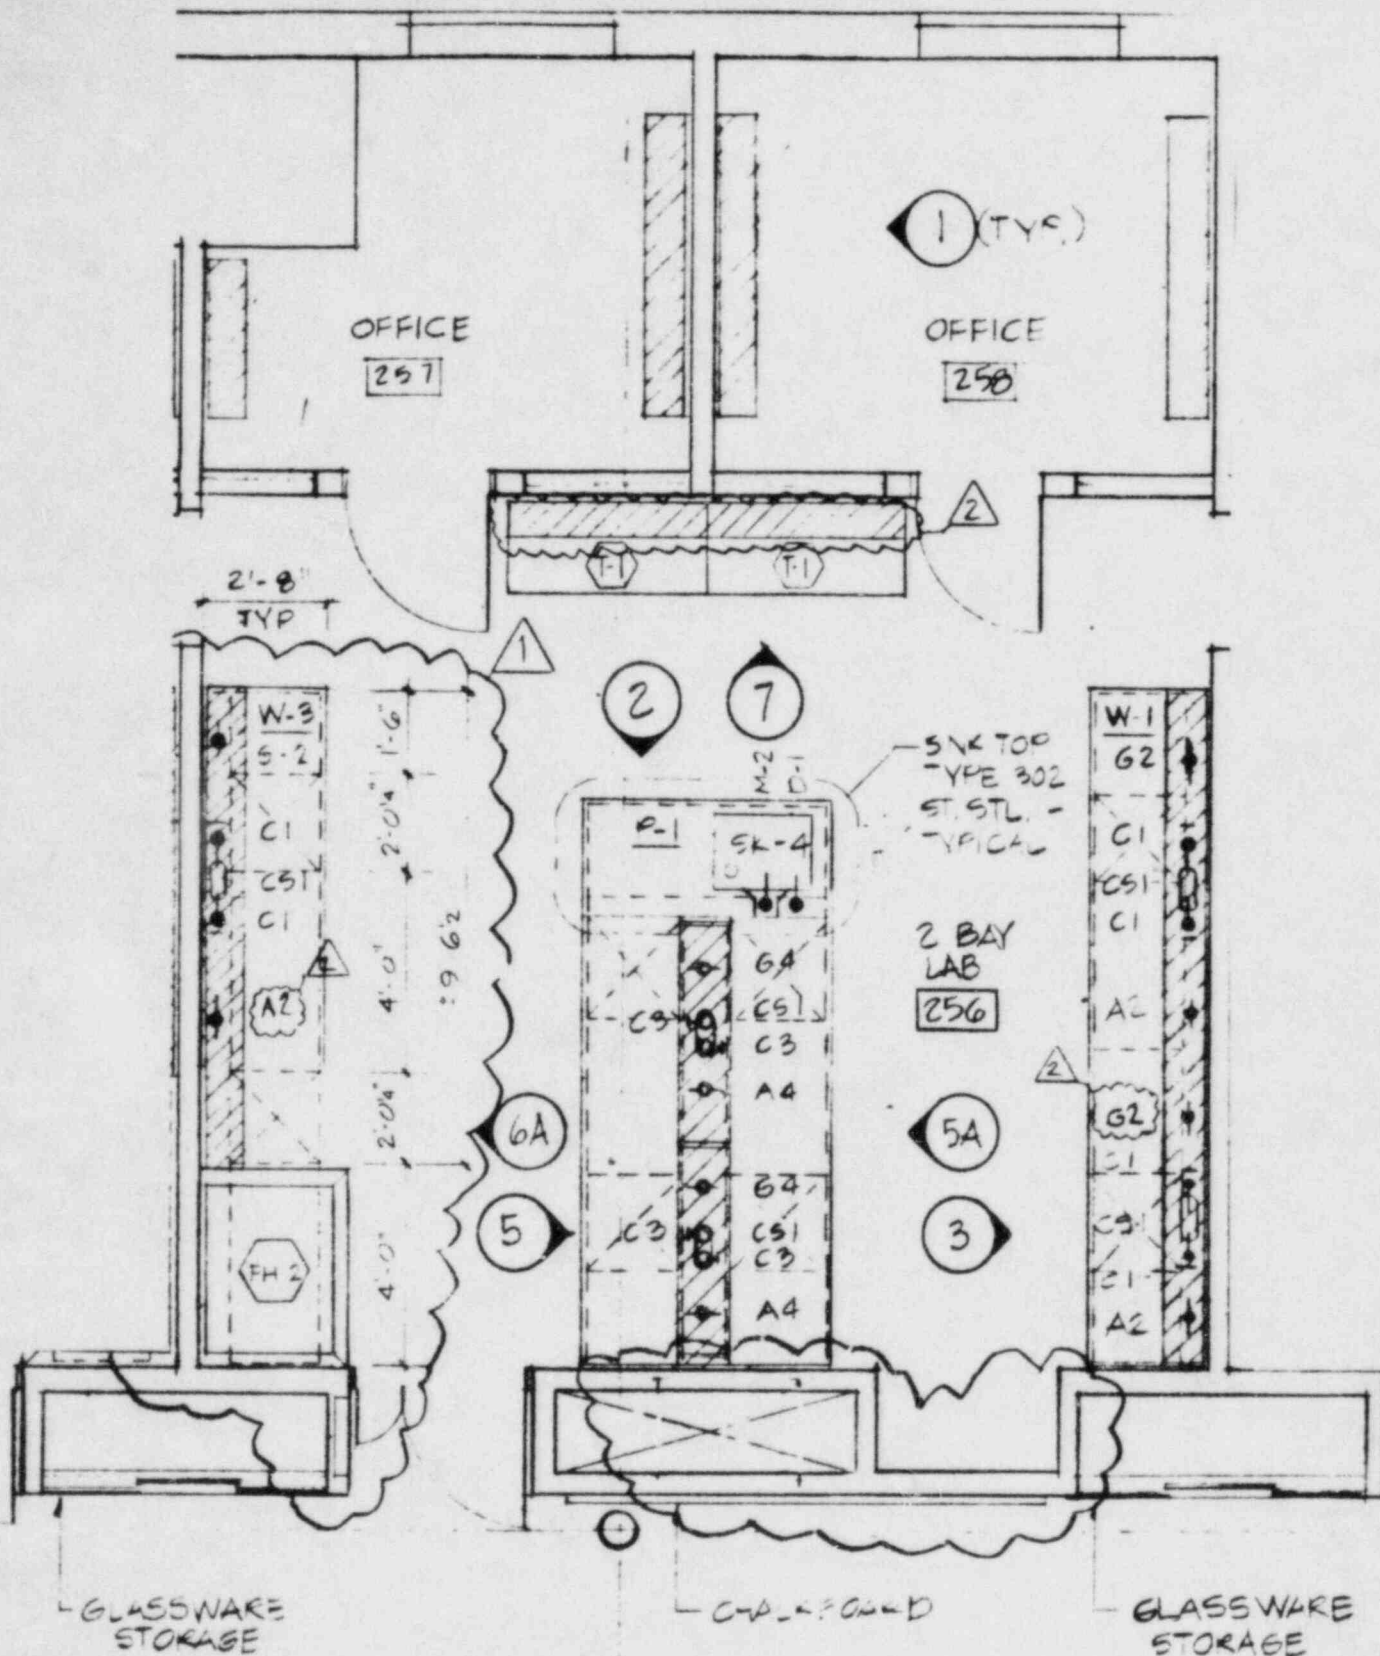 1 (TYP.)
OFFICE
257
OFFICE
258
2
T-1
T-1
2'-8"
TYP
1
2
7
W-3
S-2
C1
CS1
C1
A2
1'-6"
2'-0¼"
4'-0"
2'-0¼"
4'-0"
FH 2
M-2
D-1
TYPE 302
ST. STL. -
TYPICAL
P-1
SK-4
G4
CS1
C3
C3
A4
G4
C3
CS1
C3
A4
2 BAY
LAB
256
6A
5A
5
3
W-1
G2
C1
CS1
C1
A2
2
G2
C1
CS1
C1
A2
GLASSWARE
STORAGE
CHALKBOARD
GLASSWARE
STORAGE